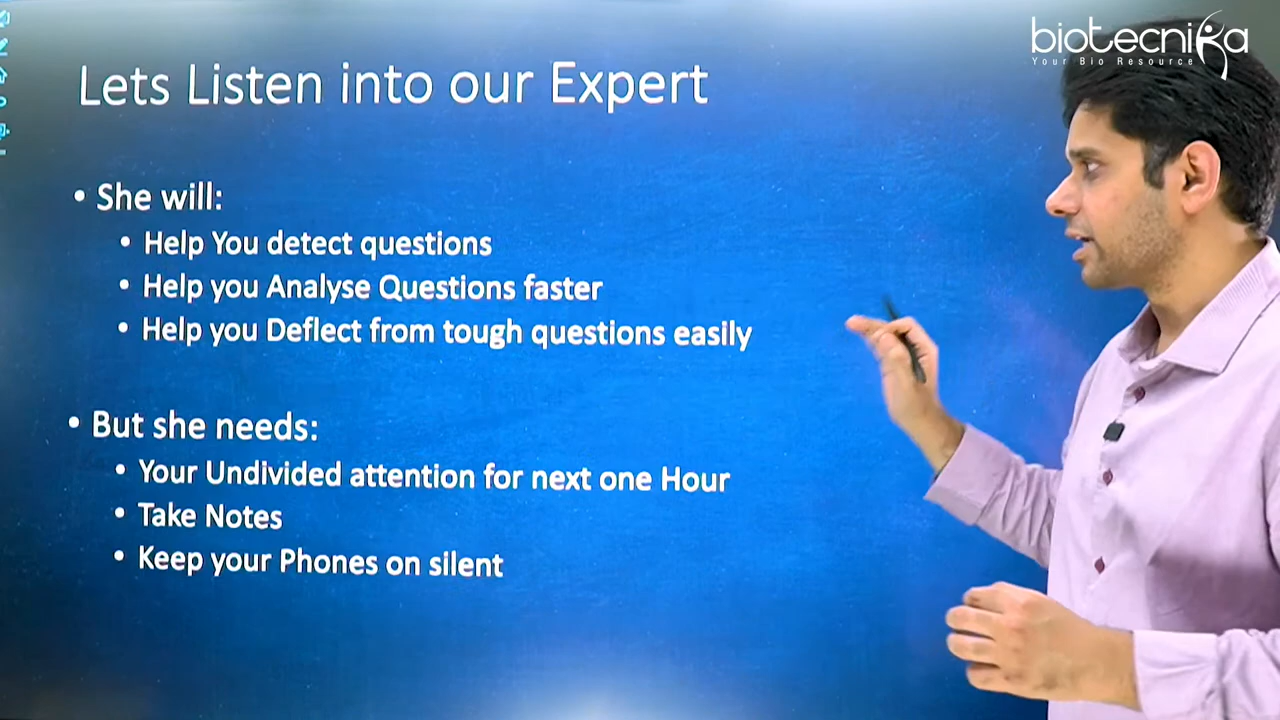 biotecnika
Your Bio Resource
Lets Listen into our Expert
• She will:
• Help You detect questions
• Help you Analyse Questions faster
• Help you Deflect from tough questions easily
• But she needs:
• Your Undivided attention for next one Hour
• Take Notes
• Keep your Phones on silent